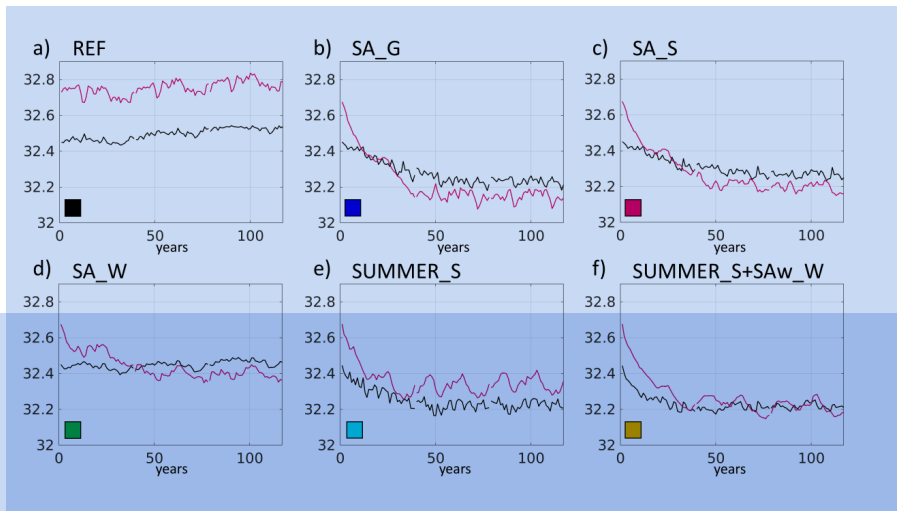 a) REF
b) SA_G
c) SA_S
32.8
32.6
32.4
32.2
32
0 50 100
years
32.8
32.6
32.4
32.2
32
0 50 100
years
32.8
32.6
32.4
32.2
32
0 50 100
years
d) SA_W
e) SUMMER_S
f) SUMMER_S+SAw_W
32.8
32.6
32.4
32.2
32
0 50 100
years
32.8
32.6
32.4
32.2
32
0 50 100
years
32.8
32.6
32.4
32.2
32
0 50 100
years